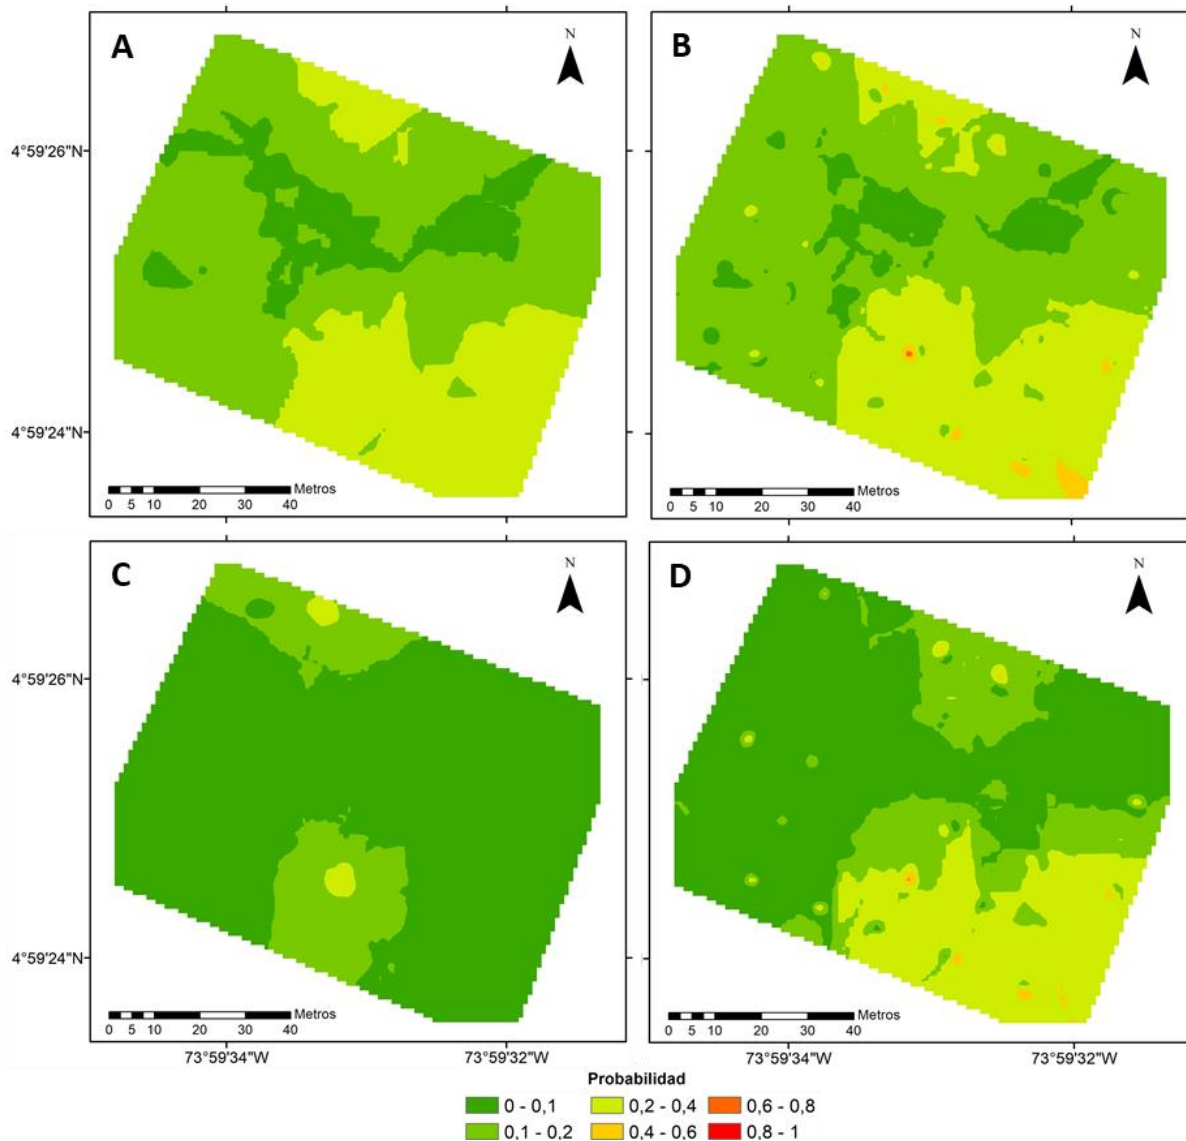 A
N
B
N
4°59'26"N
4°59'24"N
Metros
0 5 10 20 30 40
Metros
0 5 10 20 30 40
C
N
D
N
4°59'26"N
4°59'24"N
Metros
0 5 10 20 30 40
Metros
0 5 10 20 30 40
73°59'34"W 73°59'32"W 73°59'34"W 73°59'32"W
Probabilidad
0 - 0,1 0,2 - 0,4 0,6 - 0,8
0,1 - 0,2 0,4 - 0,6 0,8 - 1